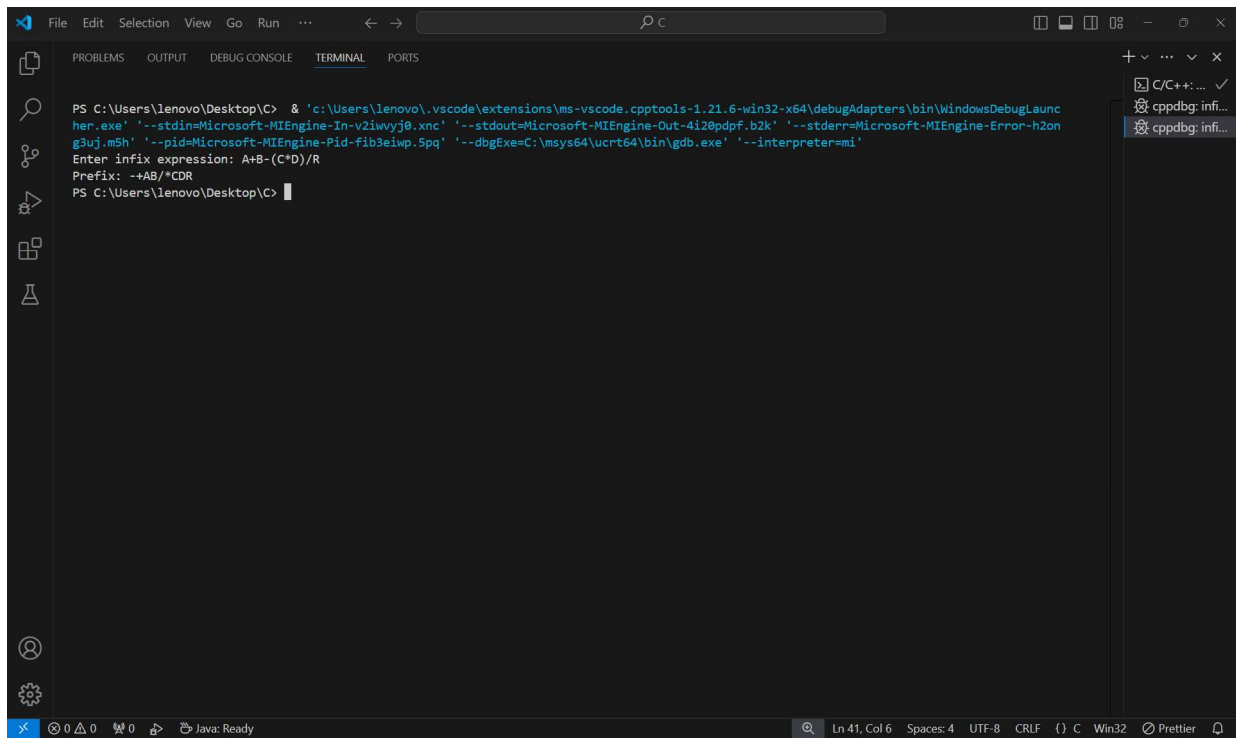 File Edit Selection View Go Run ··· C
PROBLEMS OUTPUT DEBUG CONSOLE TERMINAL PORTS
PS C:\Users\lenovo\Desktop\C> & 'c:\Users\lenovo\.vscode\extensions\ms-vscode.cpptools-1.21.6-win32-x64\debugAdapters\bin\WindowsDebugLaunc
her.exe' '--stdin=Microsoft-MIEngine-In-v2iwvyj0.xnc' '--stdout=Microsoft-MIEngine-Out-4i20pdpf.b2k' '--stderr=Microsoft-MIEngine-Error-h2on
g3uj.m5h' '--pid=Microsoft-MIEngine-Pid-fib3eiwp.5pq' '--dbgExe=C:\msys64\ucrt64\bin\gdb.exe' '--interpreter=mi'
Enter infix expression: A+B-(C*D)/R
Prefix: -+AB/*CDR
PS C:\Users\lenovo\Desktop\C>
C/C++: ...
cppdbg: infi...
cppdbg: infi...
0 0 0 Java: Ready Ln 41, Col 6 Spaces: 4 UTF-8 CRLF {} C Win32 Prettier